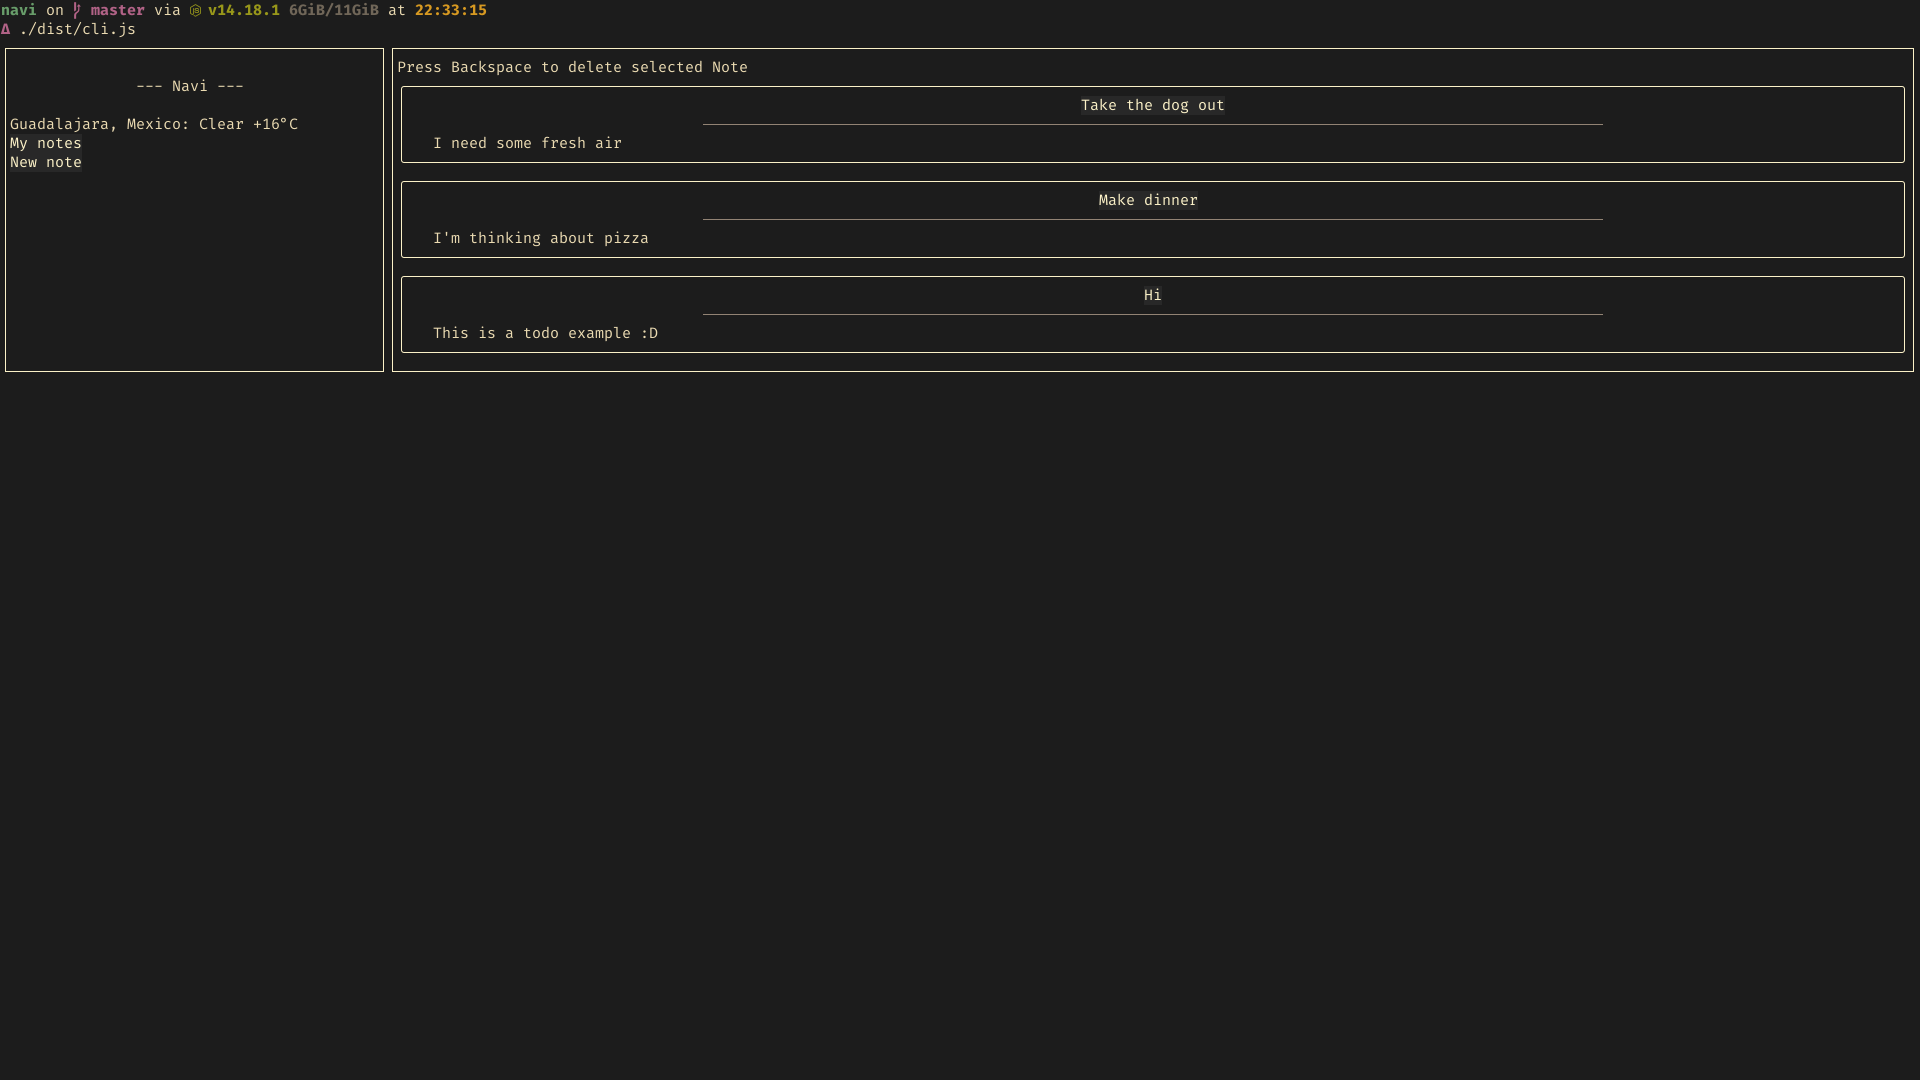 navi on master via v14.18.1 6GiB/11GiB at 22:33:15
Δ ./dist/cli.js
--- Navi ---
Guadalajara, Mexico: Clear +16°C
My notes
New note
Press Backspace to delete selected Note
Take the dog out
I need some fresh air
Make dinner
I'm thinking about pizza
Hi
This is a todo example :D